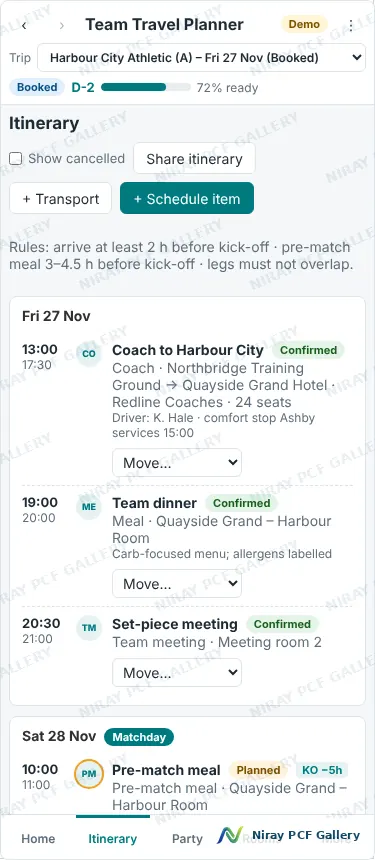 ‹ › Team Travel Planner Demo ⋮
Trip Harbour City Athletic (A) – Fri 27 Nov (Booked)
Booked D-2 72% ready
Itinerary
Show cancelled Share itinerary
+ Transport + Schedule item
Rules: arrive at least 2 h before kick-off · pre-match
meal 3–4.5 h before kick-off · legs must not overlap.
Fri 27 Nov
13:00 CO Coach to Harbour City Confirmed
17:30 Coach · Northbridge Training
Ground → Quayside Grand Hotel ·
Redline Coaches · 24 seats
Driver: K. Hale · comfort stop Ashby
services 15:00
Move...
19:00 ME Team dinner Confirmed
20:00 Meal · Quayside Grand – Harbour
Room
Carb-focused menu; allergens labelled
Move...
20:30 TM Set-piece meeting Confirmed
21:00 Team meeting · Meeting room 2
Move...
Sat 28 Nov Matchday
10:00 PM Pre-match meal Planned KO −5h
11:00 Pre-match meal · Quayside Grand –
Harbour Room
Home Itinerary Party Niray PCF Gallery
NIRAY PCF GALLERY